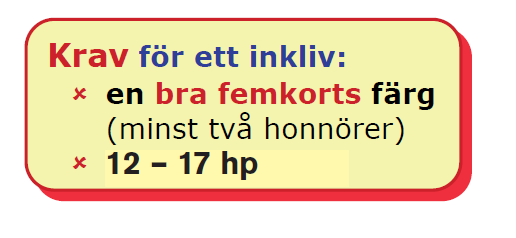 Krav för ett inkliv:
× en bra femkorts färg
(minst två honnörer)
× 12 – 17 hp